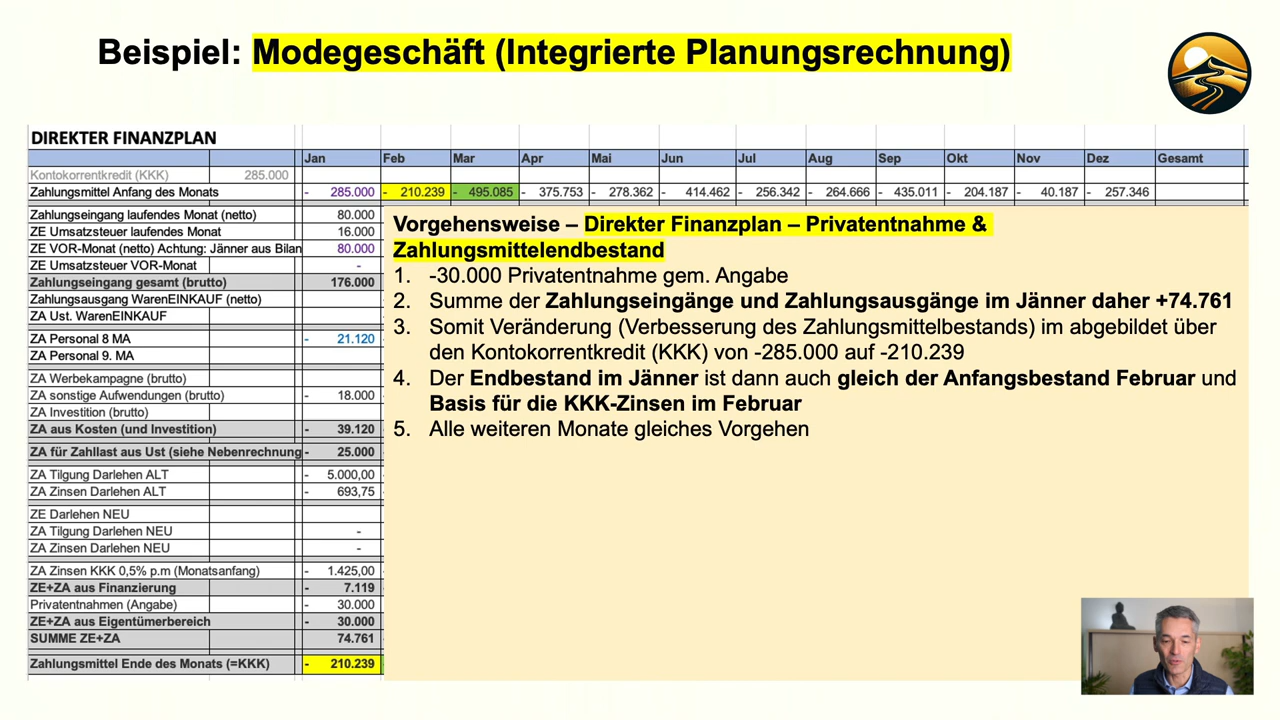 Beispiel: Modegeschäft (Integrierte Planungsrechnung)
DIREKTER FINANZPLAN
Jan Feb Mar Apr Mai Jun Jul Aug Sep Okt Nov Dez Gesamt
Kontokorrentkredit (KKK) 285.000
Zahlungsmittel Anfang des Monats - 285.000 - 210.239 - 495.085 - 375.753 - 278.362 - 414.462 - 256.342 - 264.666 - 435.011 - 204.187 - 40.187 - 257.346
Zahlungseingang laufendes Monat (netto) 80.000
ZE Umsatzsteuer laufendes Monat 16.000
ZE VOR-Monat (netto) Achtung: Jänner aus Bilan 80.000
ZE Umsatzsteuer VOR-Monat -
Zahlungseingang gesamt (brutto) 176.000
Zahlungsausgang WarenEINKAUF (netto)
ZA Ust. WarenEINKAUF
ZA Personal 8 MA - 21.120
ZA Personal 9. MA
ZA Werbekampagne (brutto)
ZA sonstige Aufwendungen (brutto) - 18.000
ZA Investition (brutto)
ZA aus Kosten (und Investition) - 39.120
ZA für Zahllast aus Ust (siehe Nebenrechnung - 25.000
ZA Tilgung Darlehen ALT - 5.000,00
ZA Zinsen Darlehen ALT - 693,75
ZE Darlehen NEU
ZA Tilgung Darlehen NEU -
ZA Zinsen Darlehen NEU -
ZA Zinsen KKK 0,5% p.m (Monatsanfang) - 1.425,00
ZE+ZA aus Finanzierung - 7.119
Privatentnahmen (Angabe) - 30.000
ZE+ZA aus Eigentümerbereich - 30.000
SUMME ZE+ZA 74.761
Zahlungsmittel Ende des Monats (=KKK) - 210.239
Vorgehensweise – Direkter Finanzplan – Privatentnahme &
Zahlungsmittelendbestand
1. -30.000 Privatentnahme gem. Angabe
2. Summe der Zahlungseingänge und Zahlungsausgänge im Jänner daher +74.761
3. Somit Veränderung (Verbesserung des Zahlungsmittelbestands) im abgebildet über
den Kontokorrentkredit (KKK) von -285.000 auf -210.239
4. Der Endbestand im Jänner ist dann auch gleich der Anfangsbestand Februar und
Basis für die KKK-Zinsen im Februar
5. Alle weiteren Monate gleiches Vorgehen